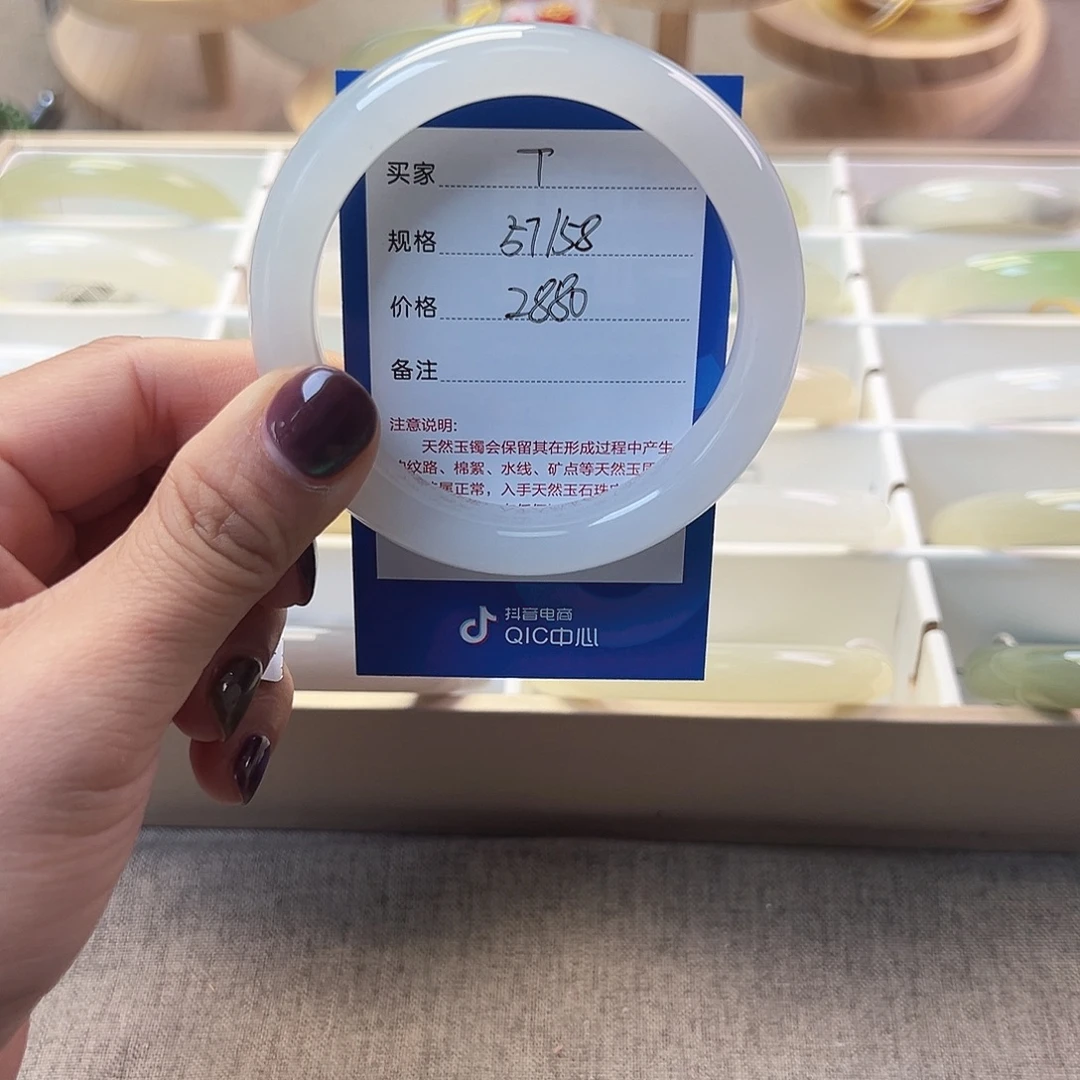 买家 T
规格 57/58
价格 2880
备注
注意说明:
天然玉镯会保留其在形成过程中产生
纹路、棉絮、水线、矿点等天然玉
属正常,入手天然玉石珠
抖音电商
QIC中心